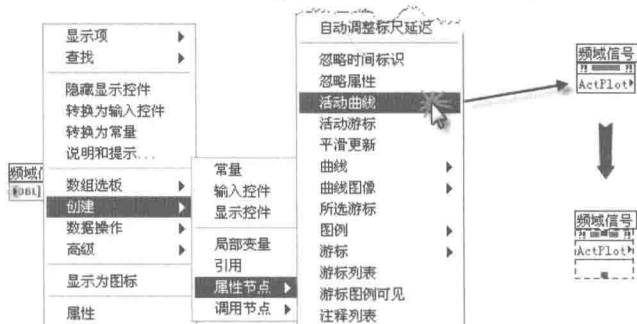 显示项
查找
隐藏显示控件
转换为输入控件
转换为常量
说明和提示...
频域
DBL]
数组选板
创建
数据操作
高级
显示为图标
属性
常量
输入控件
显示控件
局部变量
引用
属性节点
调用节点
自动调整标尺延迟
忽略时间标识
忽略属性
活动曲线
活动游标
平滑更新
曲线
曲线图像
所选游标
图例
游标
游标列表
游标图例可见
注释列表
频域信号
ActPlot
频域信号
ActPlot